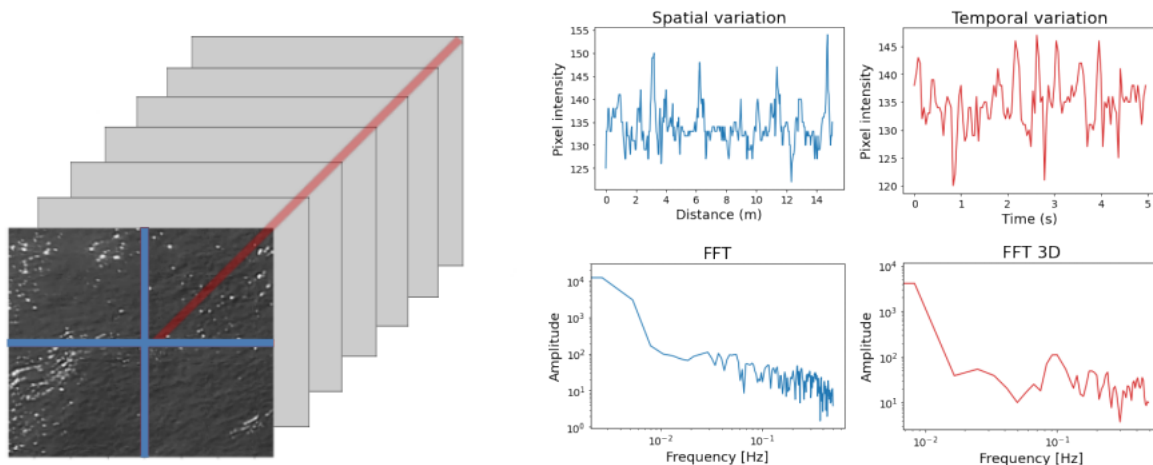 Spatial variation
155
150
145
140
135
130
125
Pixel intensity
0 2 4 6 8 10 12 14
Distance (m)
Temporal variation
145
140
135
130
125
120
Pixel intensity
0 1 2 3 4 5
Time (s)
FFT
10⁴
10³
10²
10¹
10⁰
Amplitude
10⁻² 10⁻¹
Frequency [Hz]
FFT 3D
10⁴
10³
10²
10¹
Amplitude
10⁻² 10⁻¹
Frequency [Hz]